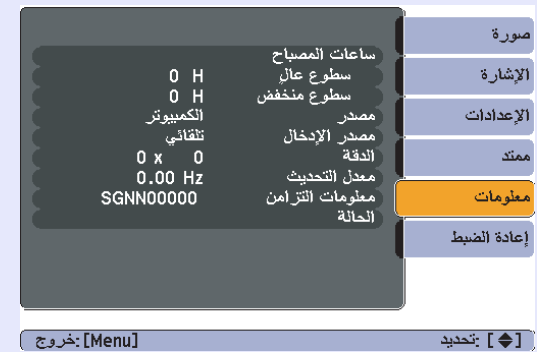 صورة
الإشارة
الإعدادات
ممتد
معلومات
إعادة الضبط
ساعات المصباح
سطوع عالٍ 0 H
سطوع منخفض 0 H
مصدر الكمبيوتر
مصدر الإدخال تلقائي
الدقة 0 x 0
معدل التحديث 0.00 Hz
معلومات التزامن SGNN00000
الحالة
[◆]: تحديد [Menu]: خروج